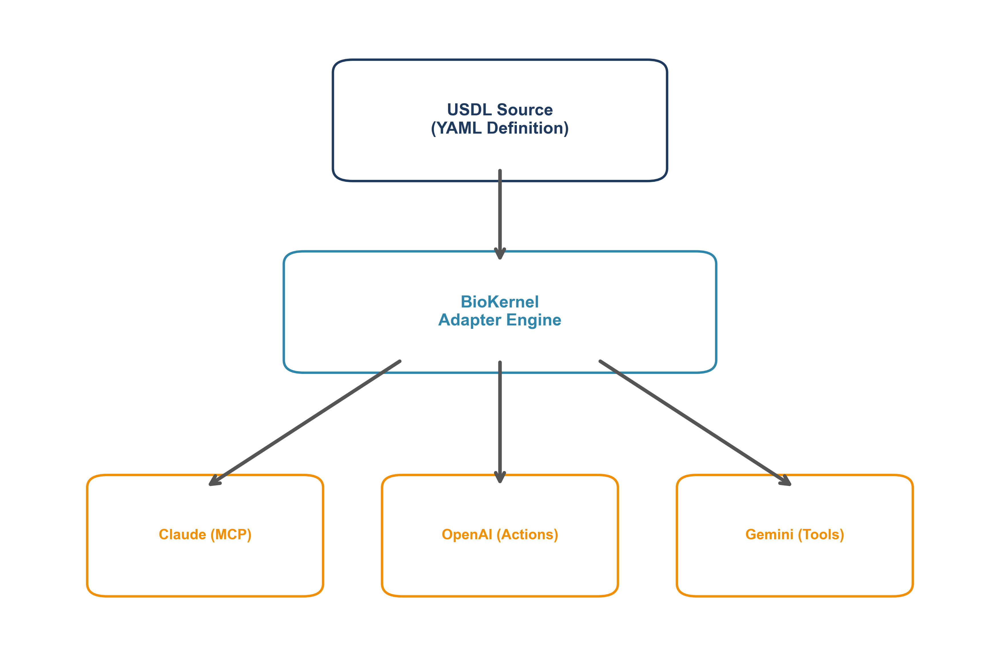 USDL Source
(YAML Definition)
BioKernel
Adapter Engine
Claude (MCP)
OpenAI (Actions)
Gemini (Tools)